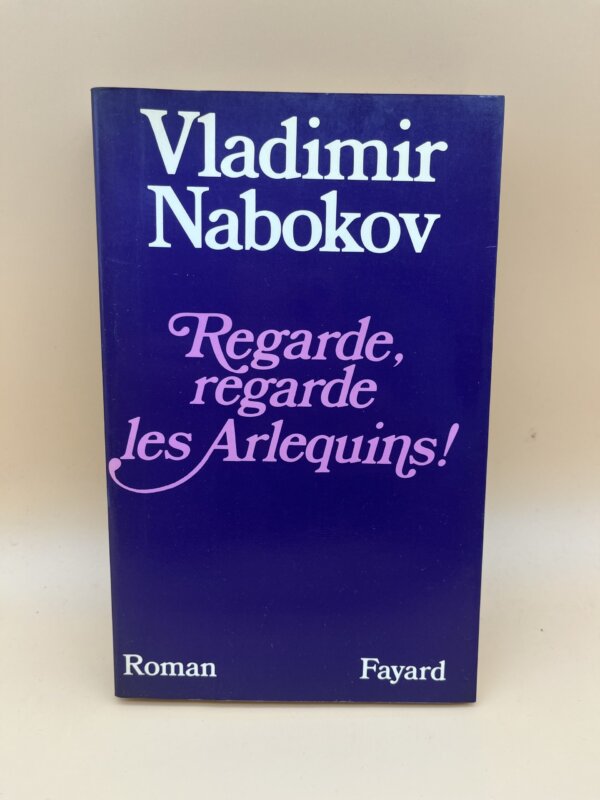 Vladimir
Nabokov
Regarde,
regarde
les Arlequins!
Roman
Fayard